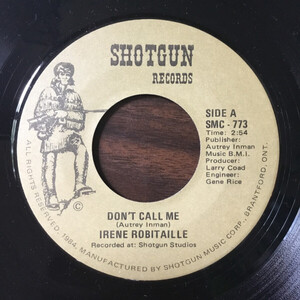 SHOTGUN
RECORDS
SIDE A
SMC - 773
Time: 2:54
Publisher:
Autrey Inman
Music B.M.I.
Producer:
Larry Coad
Engineer:
Gene Rice
©
DON'T CALL ME
(Autrey Inman)
IRENE ROBITAILLE
Recorded at: Shotgun Studios
ALL RIGHTS RESERVED, 1984, MANUFACTURED BY SHOTGUN MUSIC CORP., BRANTFORD, ONT.